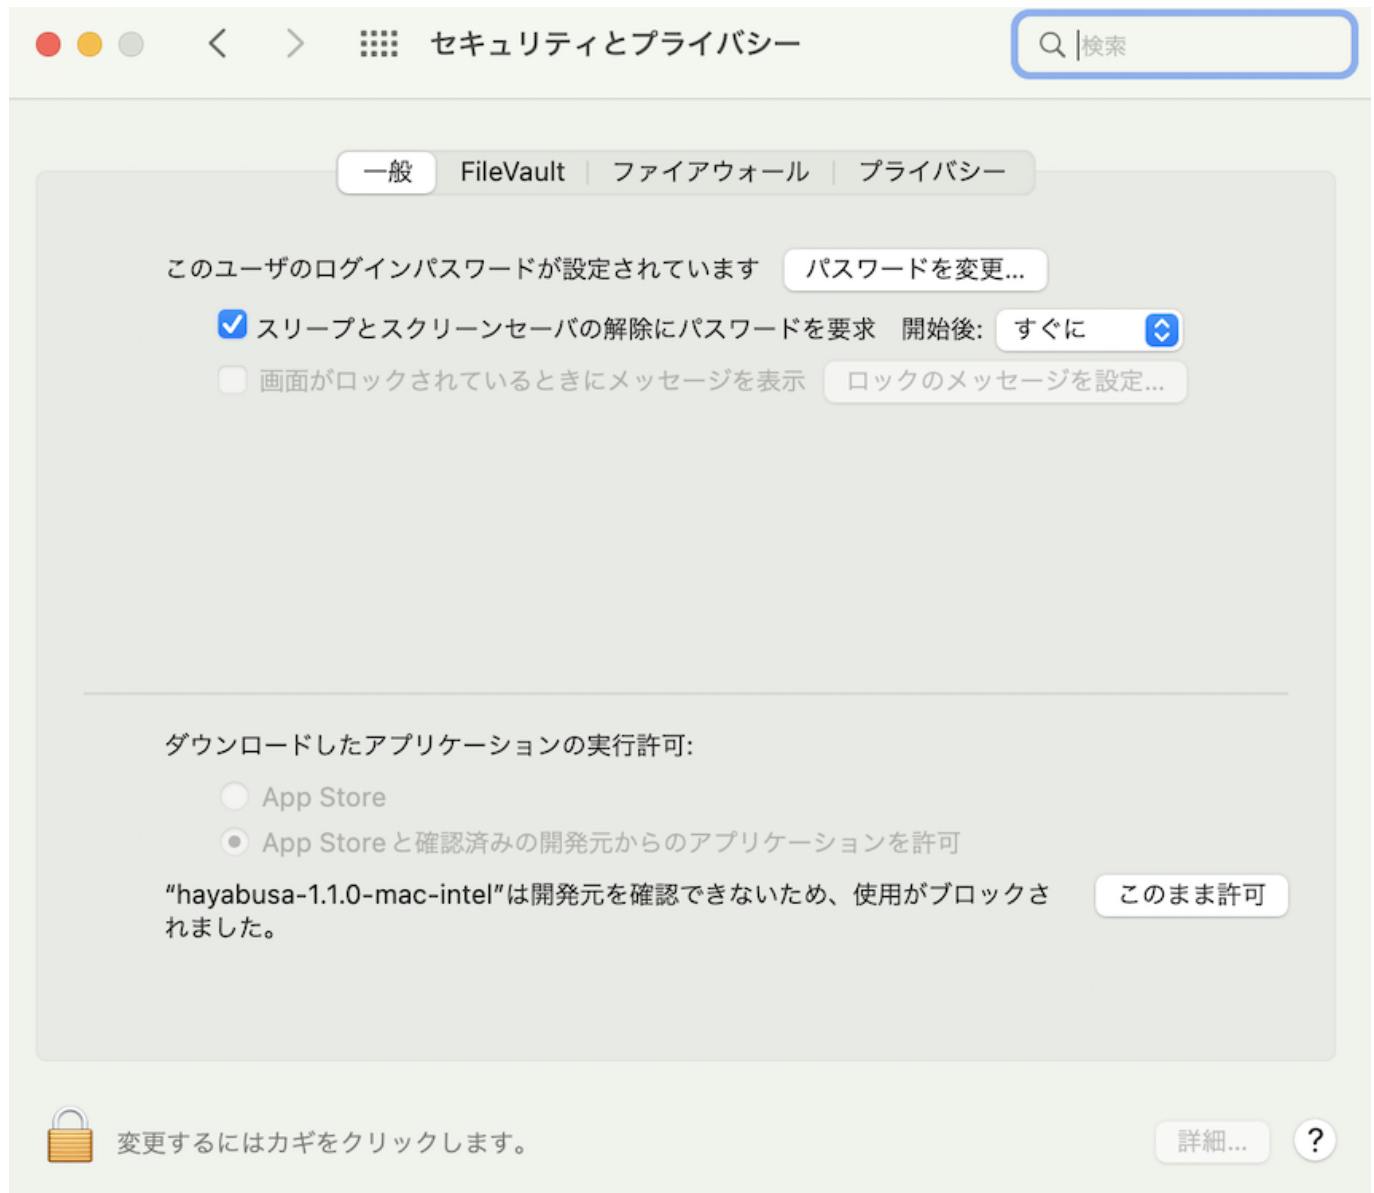 セキュリティとプライバシー
検索
一般 FileVault ファイアウォール プライバシー
このユーザのログインパスワードが設定されています パスワードを変更...
スリープとスクリーンセーバの解除にパスワードを要求 開始後: すぐに
画面がロックされているときにメッセージを表示 ロックのメッセージを設定...
ダウンロードしたアプリケーションの実行許可:
App Store
App Storeと確認済みの開発元からのアプリケーションを許可
“hayabusa-1.1.0-mac-intel”は開発元を確認できないため、使用がブロックさ
れました。
このまま許可
変更するにはカギをクリックします。
詳細... ?